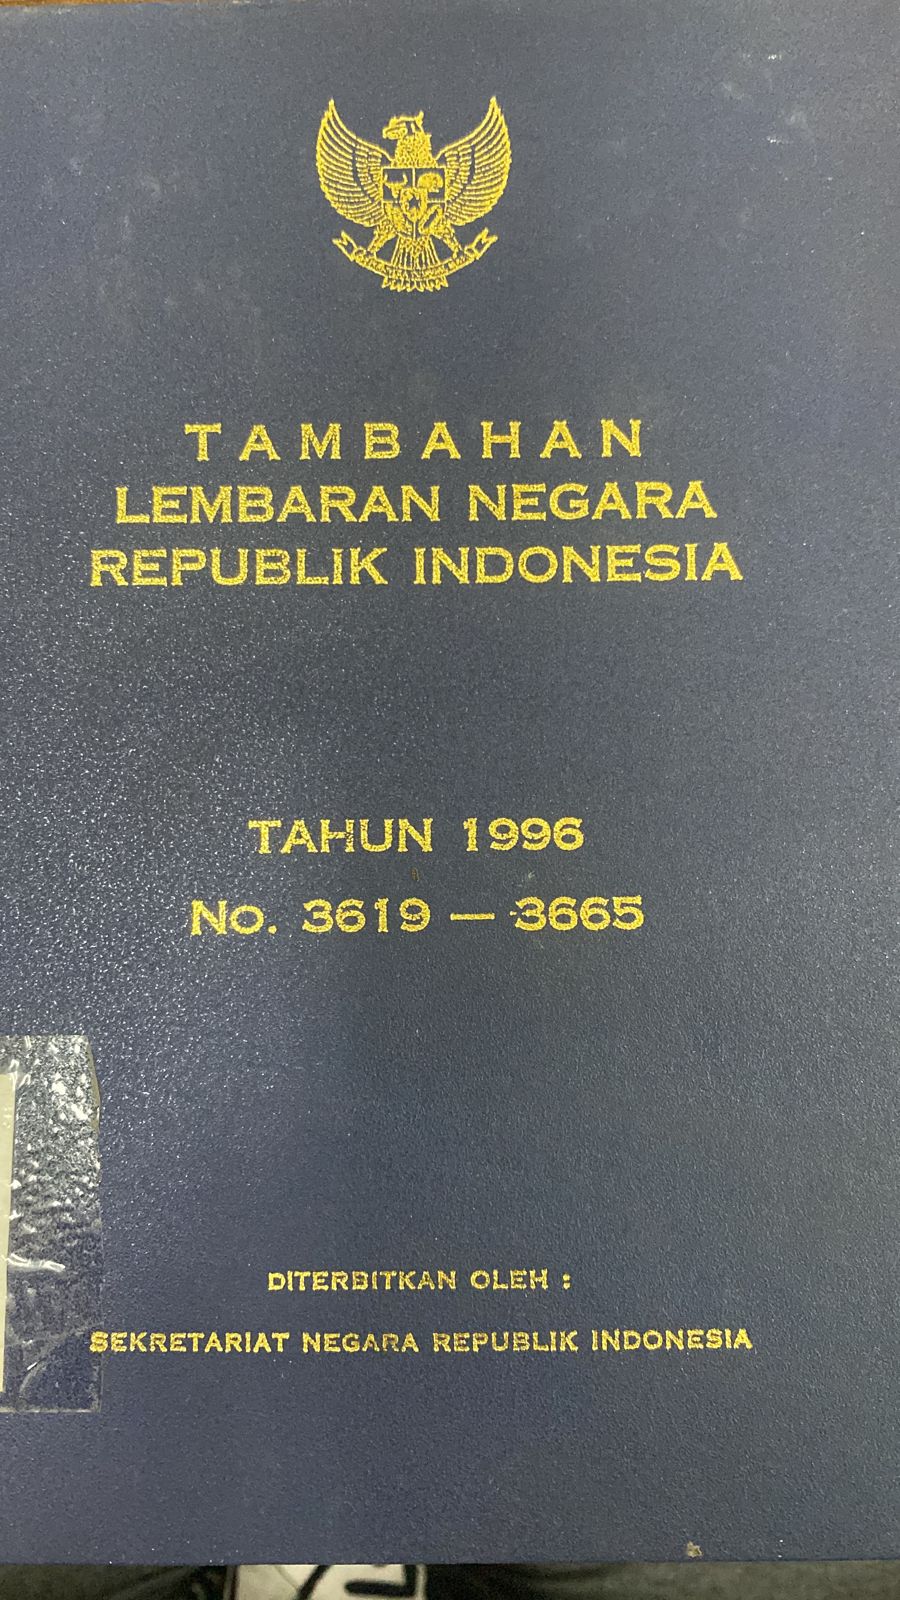 TAMBAHAN
LEMBARAN NEGARA
REPUBLIK INDONESIA
TAHUN 1996
No. 3619 — 3665
DITERBITKAN OLEH :
SEKRETARIAT NEGARA REPUBLIK INDONESIA